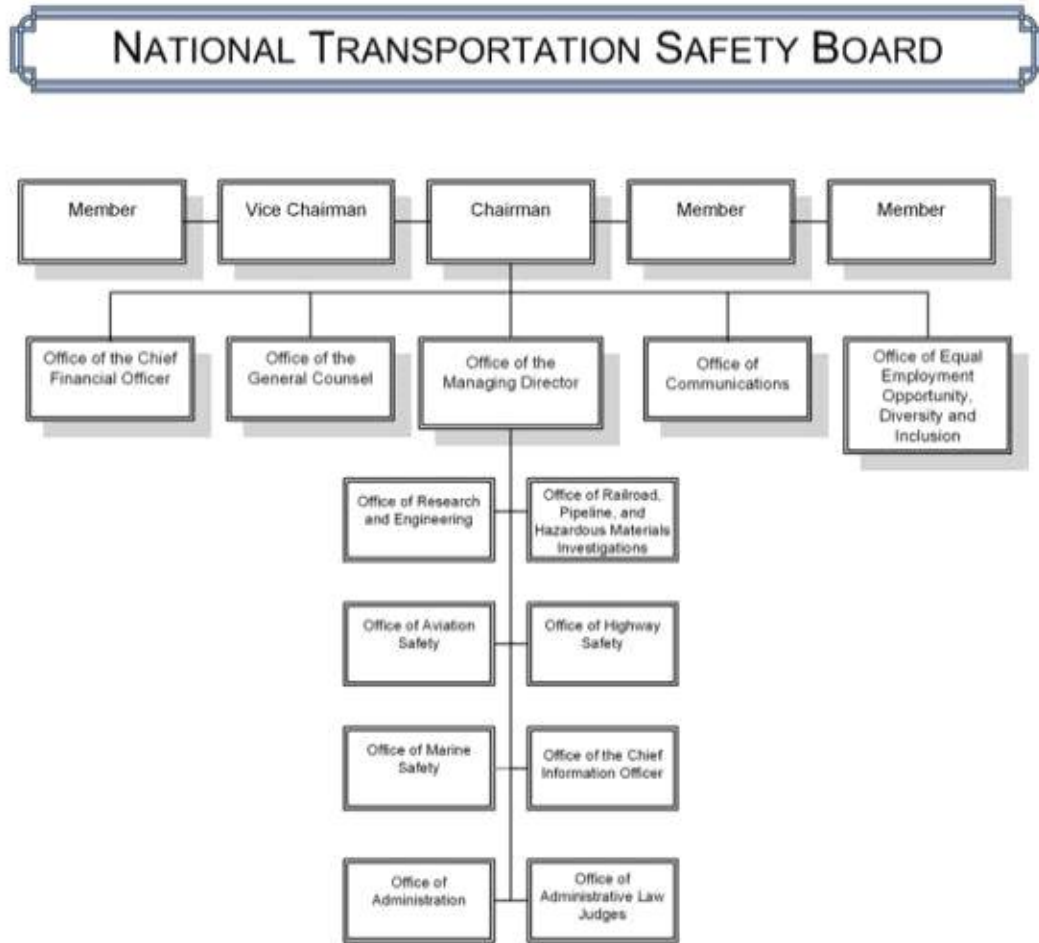 NATIONAL TRANSPORTATION SAFETY BOARD
Member
Vice Chairman
Chairman
Member
Member
Office of the Chief
Financial Officer
Office of the
General Counsel
Office of the
Managing Director
Office of
Communications
Office of Equal
Employment
Opportunity,
Diversity and
Inclusion
Office of Research
and Engineering
Office of Railroad,
Pipeline, and
Hazardous Materials
Investigations
Office of Aviation
Safety
Office of Highway
Safety
Office of Marine
Safety
Office of the Chief
Information Officer
Office of
Administration
Office of
Administrative Law
Judges